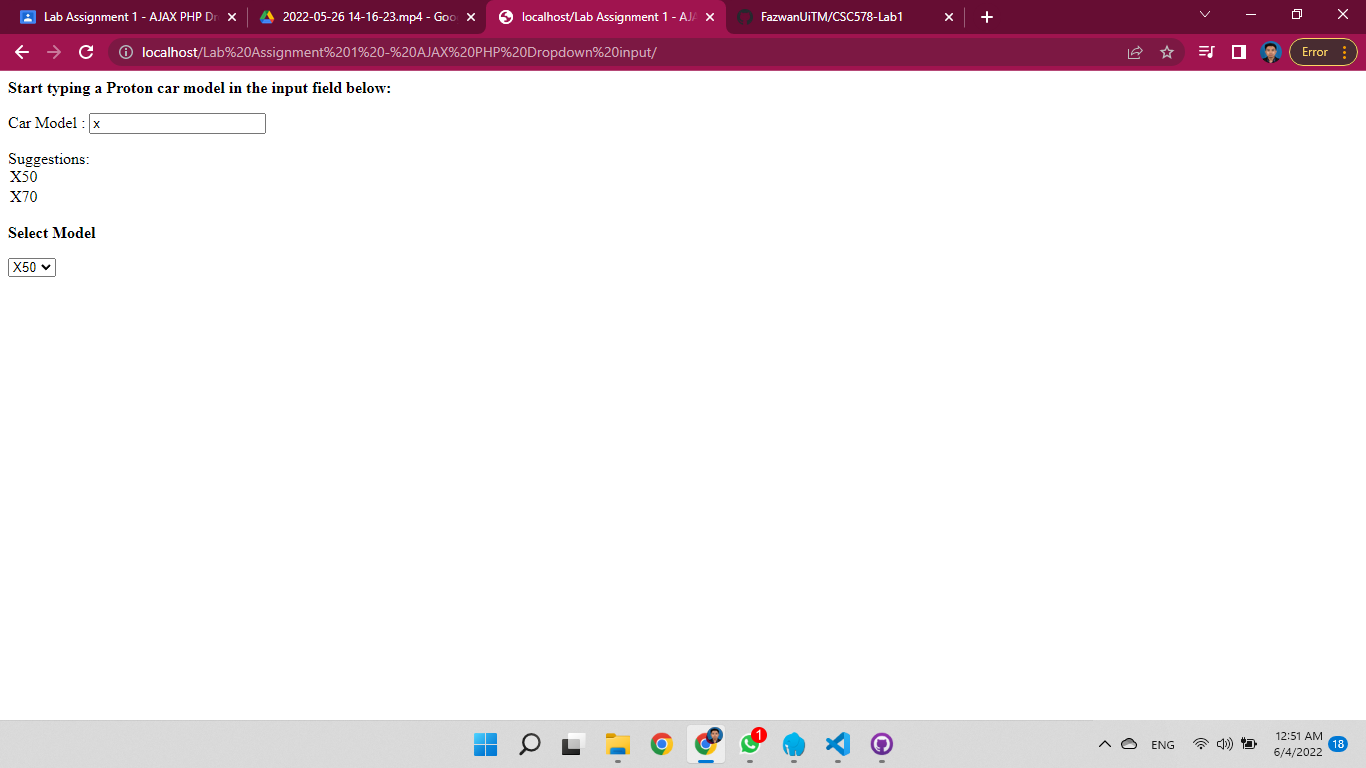 Lab Assignment 1 - AJAX PHP Dr
2022-05-26 14-16-23.mp4 - Goo
localhost/Lab Assignment 1 - AJA
FazwanUiTM/CSC578-Lab1
localhost/Lab%20Assignment%201%20-%20AJAX%20PHP%20Dropdown%20input/
Error
Start typing a Proton car model in the input field below:
Car Model : x
Suggestions:
X50
X70
Select Model
X50
1
ENG
12:51 AM
6/4/2022
18